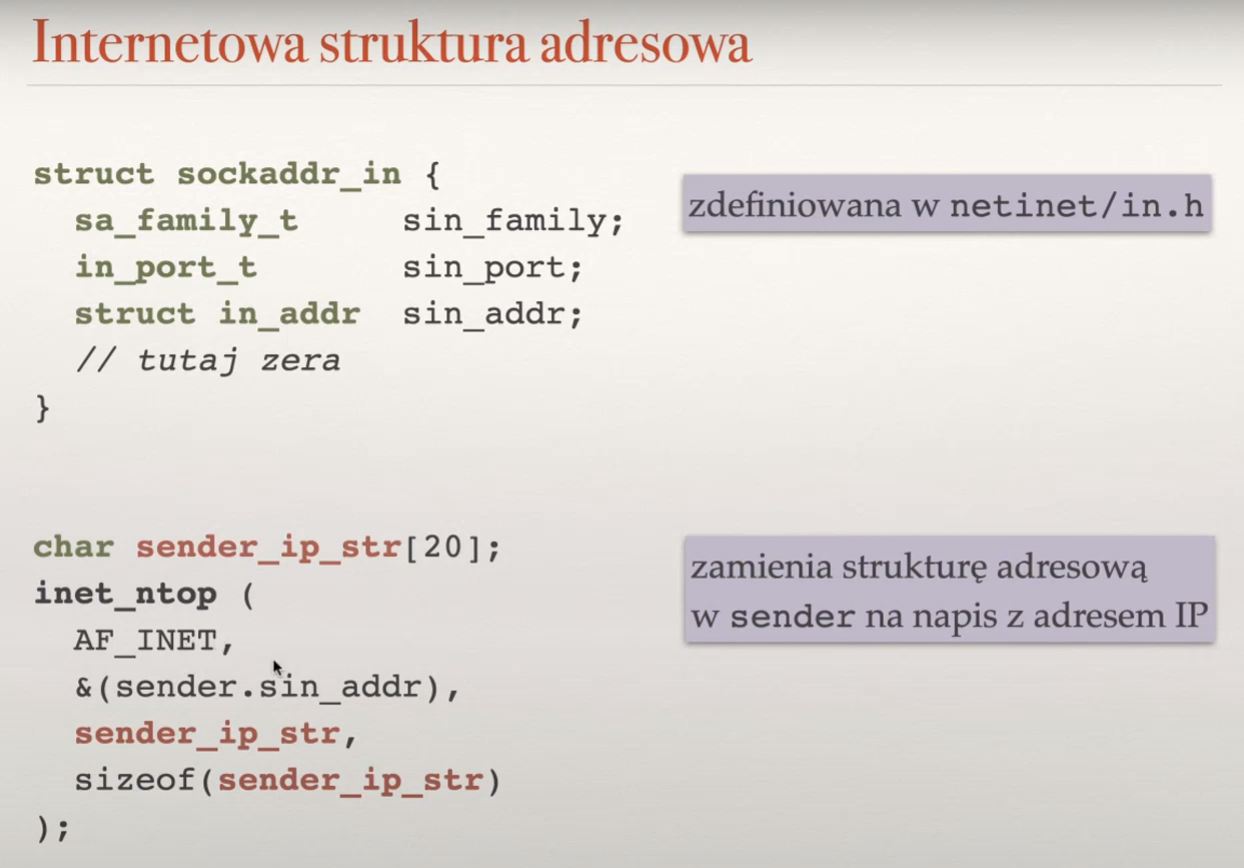 Internetowa struktura adresowa
struct sockaddr_in {
sa_family_t sin_family;
in_port_t sin_port;
struct in_addr sin_addr;
// tutaj zera
}
zdefiniowana w netinet/in.h
char sender_ip_str[20];
inet_ntop (
AF_INET,
&(sender.sin_addr),
sender_ip_str,
sizeof(sender_ip_str)
);
zamienia strukturę adresową
w sender na napis z adresem IP